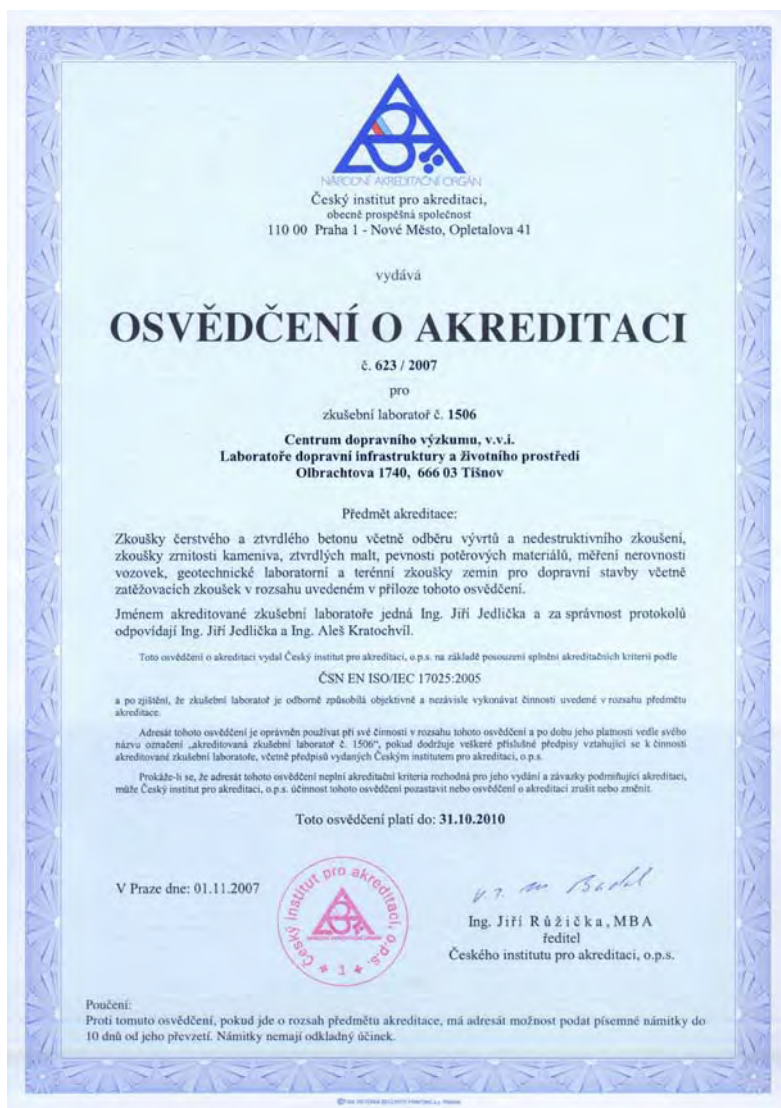 NÁRODNÍ AKREDITAČNÍ ORGÁN
Český institut pro akreditaci,
obecně prospěšná společnost
110 00 Praha 1 - Nové Město, Opletalova 41
vydává
OSVĚDČENÍ O AKREDITACI
č. 623 / 2007
pro
zkušební laboratoř č. 1506
Centrum dopravního výzkumu, v.v.i.
Laboratoře dopravní infrastruktury a životního prostředí
Olbrachtova 1740, 666 03 Tišnov
Předmět akreditace:
Zkoušky čerstvého a ztvrdlého betonu včetně odběru vývrtů a nedestruktivního zkoušení,
zkoušky zrnitosti kameniva, ztvrdlých malt, pevnosti potěrových materiálů, měření nerovnosti
vozovek, geotechnické laboratorní a terénní zkoušky zemin pro dopravní stavby včetně
zatěžovacích zkoušek v rozsahu uvedeném v příloze tohoto osvědčení.
Jménem akreditované zkušební laboratoře jedná Ing. Jiří Jedlička a za správnost protokolů
odpovídají Ing. Jiří Jedlička a Ing. Aleš Kratochvíl.
Toto osvědčení o akreditaci vydal Český institut pro akreditaci, o.p.s. na základě posouzení splnění akreditačních kriterií podle
ČSN EN ISO/IEC 17025:2005
a po zjištění, že zkušební laboratoř je odborně způsobilá objektivně a nezávisle vykonávat činnosti uvedené v rozsahu předmětu
akreditace.
Adresát tohoto osvědčení je oprávněn používat při své činnosti v rozsahu tohoto osvědčení a po dobu jeho platnosti vedle svého
názvu označení „akreditovaná zkušební laboratoř č. 1506“, pokud dodržuje veškeré příslušné předpisy vztahující se k činnosti
akreditované zkušební laboratoře, včetně předpisů vydaných Českým institutem pro akreditaci, o.p.s.
Prokáže-li se, že adresát tohoto osvědčení neplní akreditační kriteria rozhodná pro jeho vydání a závazky podmiňující akreditaci,
může Český institut pro akreditaci, o.p.s. účinnost tohoto osvědčení pozastavit nebo osvědčení o akreditaci zrušit nebo změnit.
Toto osvědčení platí do: 31.10.2010
V Praze dne: 01.11.2007
Český institut pro akreditaci, o.p.s.
1
Ing. Jiří Růžička, MBA
ředitel
Českého institutu pro akreditaci, o.p.s.
Poučení:
Proti tomuto osvědčení, pokud jde o rozsah předmětu akreditace, má adresát možnost podat písemné námitky do
10 dnů od jeho převzetí. Námitky nemají odkladný účinek.